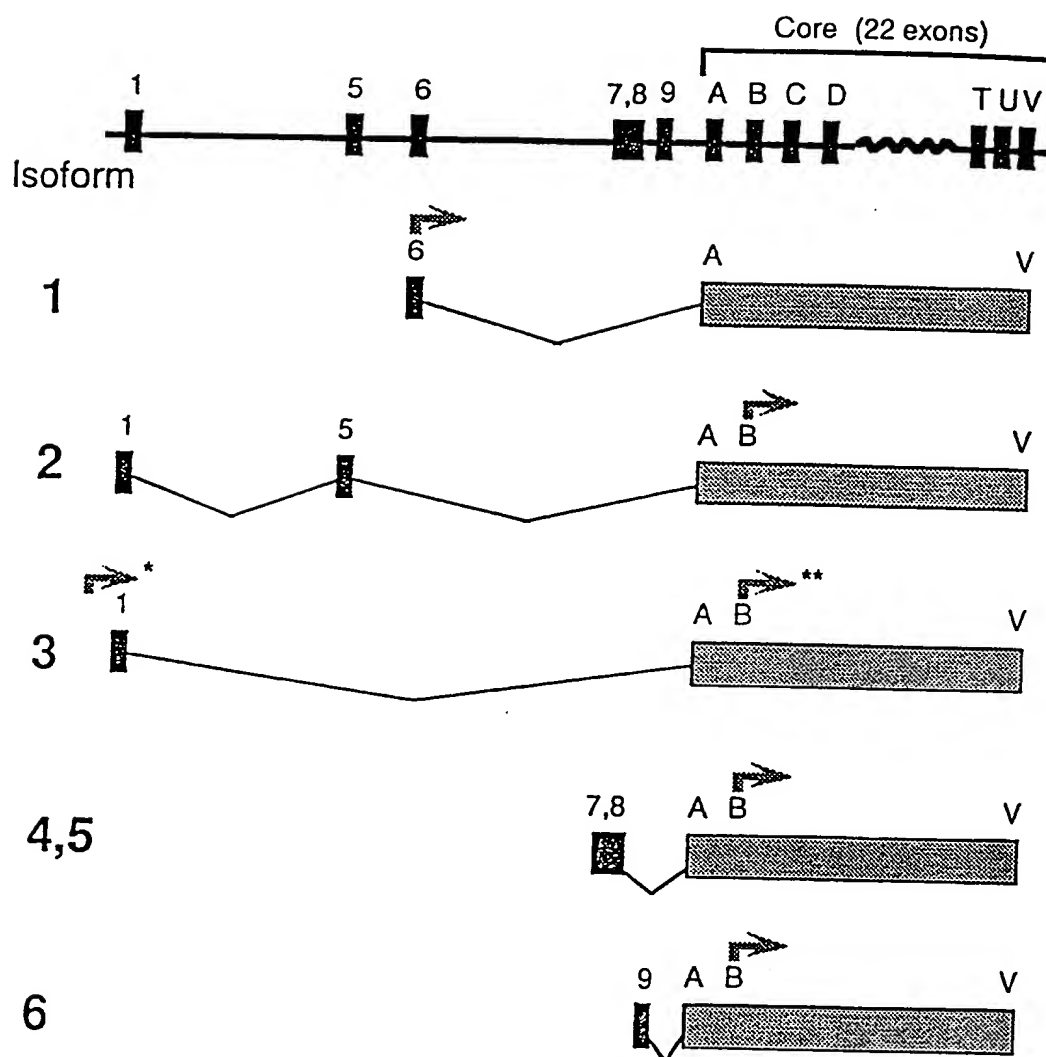 Core (22 exons)
1 5 6 7,8 9 A B C D T U V
Isoform
6 A V
1
1 5 A B V
2
* **
1 A B V
3
7,8 A B V
4,5
9 A B V
6